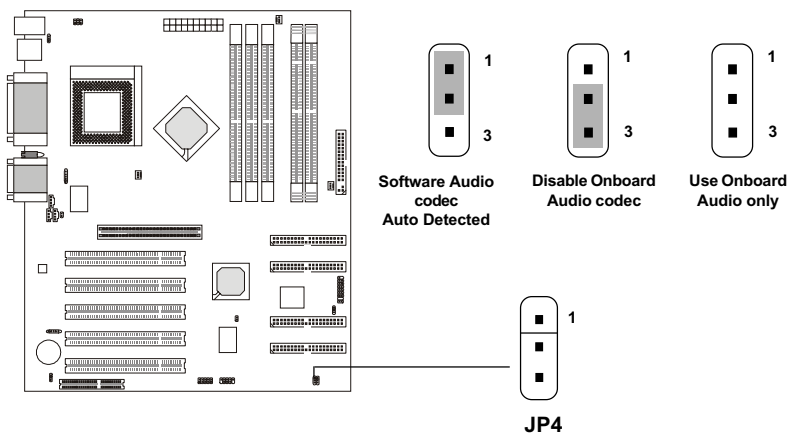 1
3
Software Audio
codec
Auto Detected
1
3
Disable Onboard
Audio codec
1
3
Use Onboard
Audio only
1
JP4